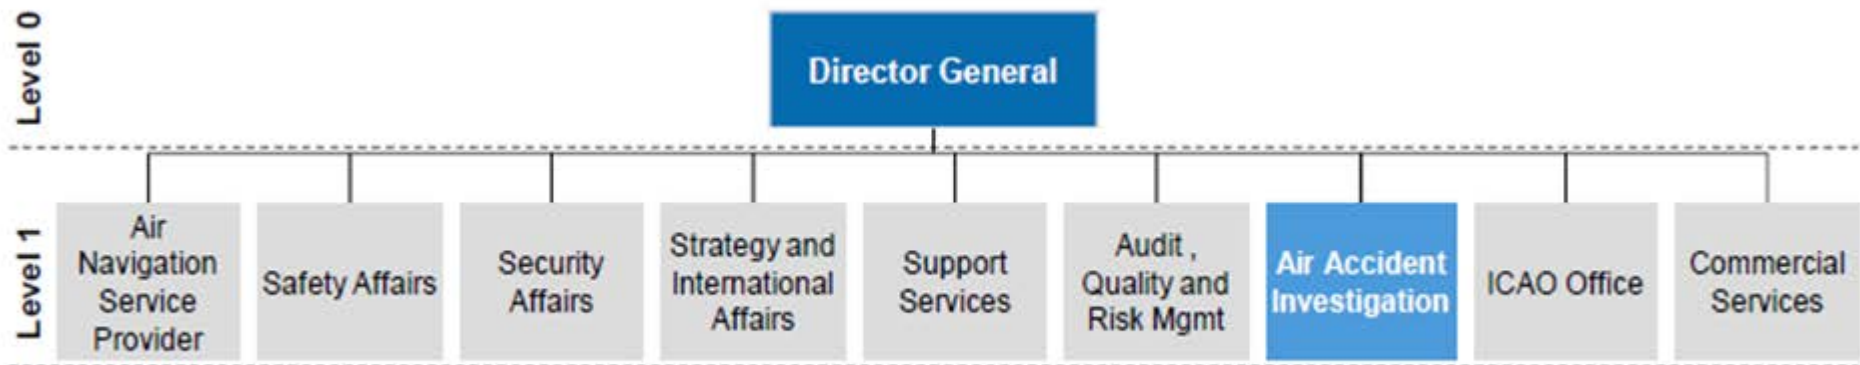 Level 0
Director General
Level 1
Air
Navigation
Service
Provider
Safety Affairs
Security
Affairs
Strategy and
International
Affairs
Support
Services
Audit ,
Quality and
Risk Mgmt
Air Accident
Investigation
ICAO Office
Commercial
Services